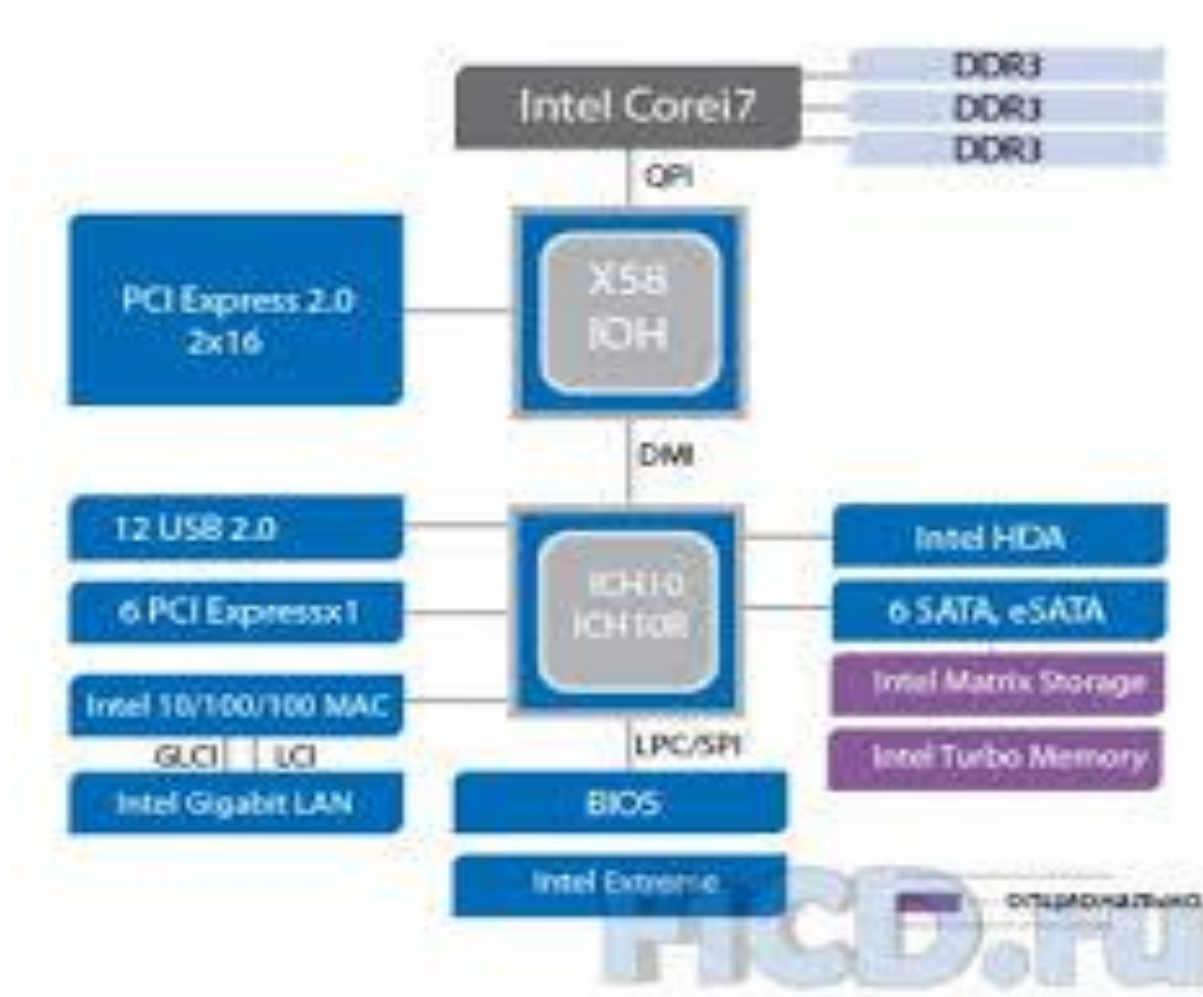 DDR3
Intel Corei7
DDR3
DDR3
QPI
PCI Express 2.0
2x16
X58
IOH
DMI
12 USB 2.0
Intel HDA
ICH10
ICH10R
6 PCI Expressx1
6 SATA, eSATA
Intel Matrix Storage
Intel 10/100/100 MAC
GLCI
LCI
LPC/SPI
Intel Turbo Memory
Intel Gigabit LAN
BIOS
Intel Extreme
опционально
HCD.ru